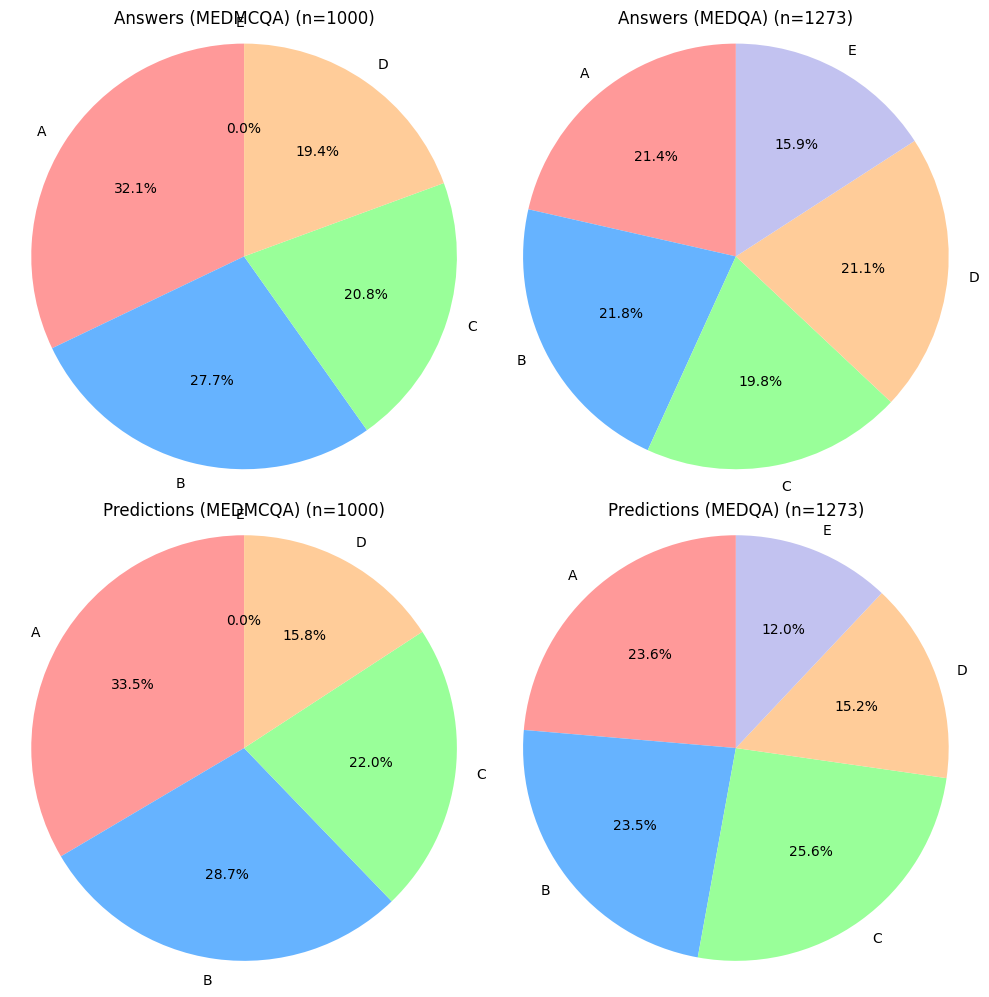 Answers (MEDMCQA) (n=1000)
E
D
A
0.0%
19.4%
32.1%
20.8%
C
27.7%
B
Answers (MEDQA) (n=1273)
E
A
15.9%
21.4%
21.1%
D
21.8%
B
19.8%
C
Predictions (MEDMCQA) (n=1000)
E
D
A
0.0%
15.8%
33.5%
22.0%
C
28.7%
B
Predictions (MEDQA) (n=1273)
E
A
12.0%
23.6%
D
15.2%
23.5%
25.6%
B
C